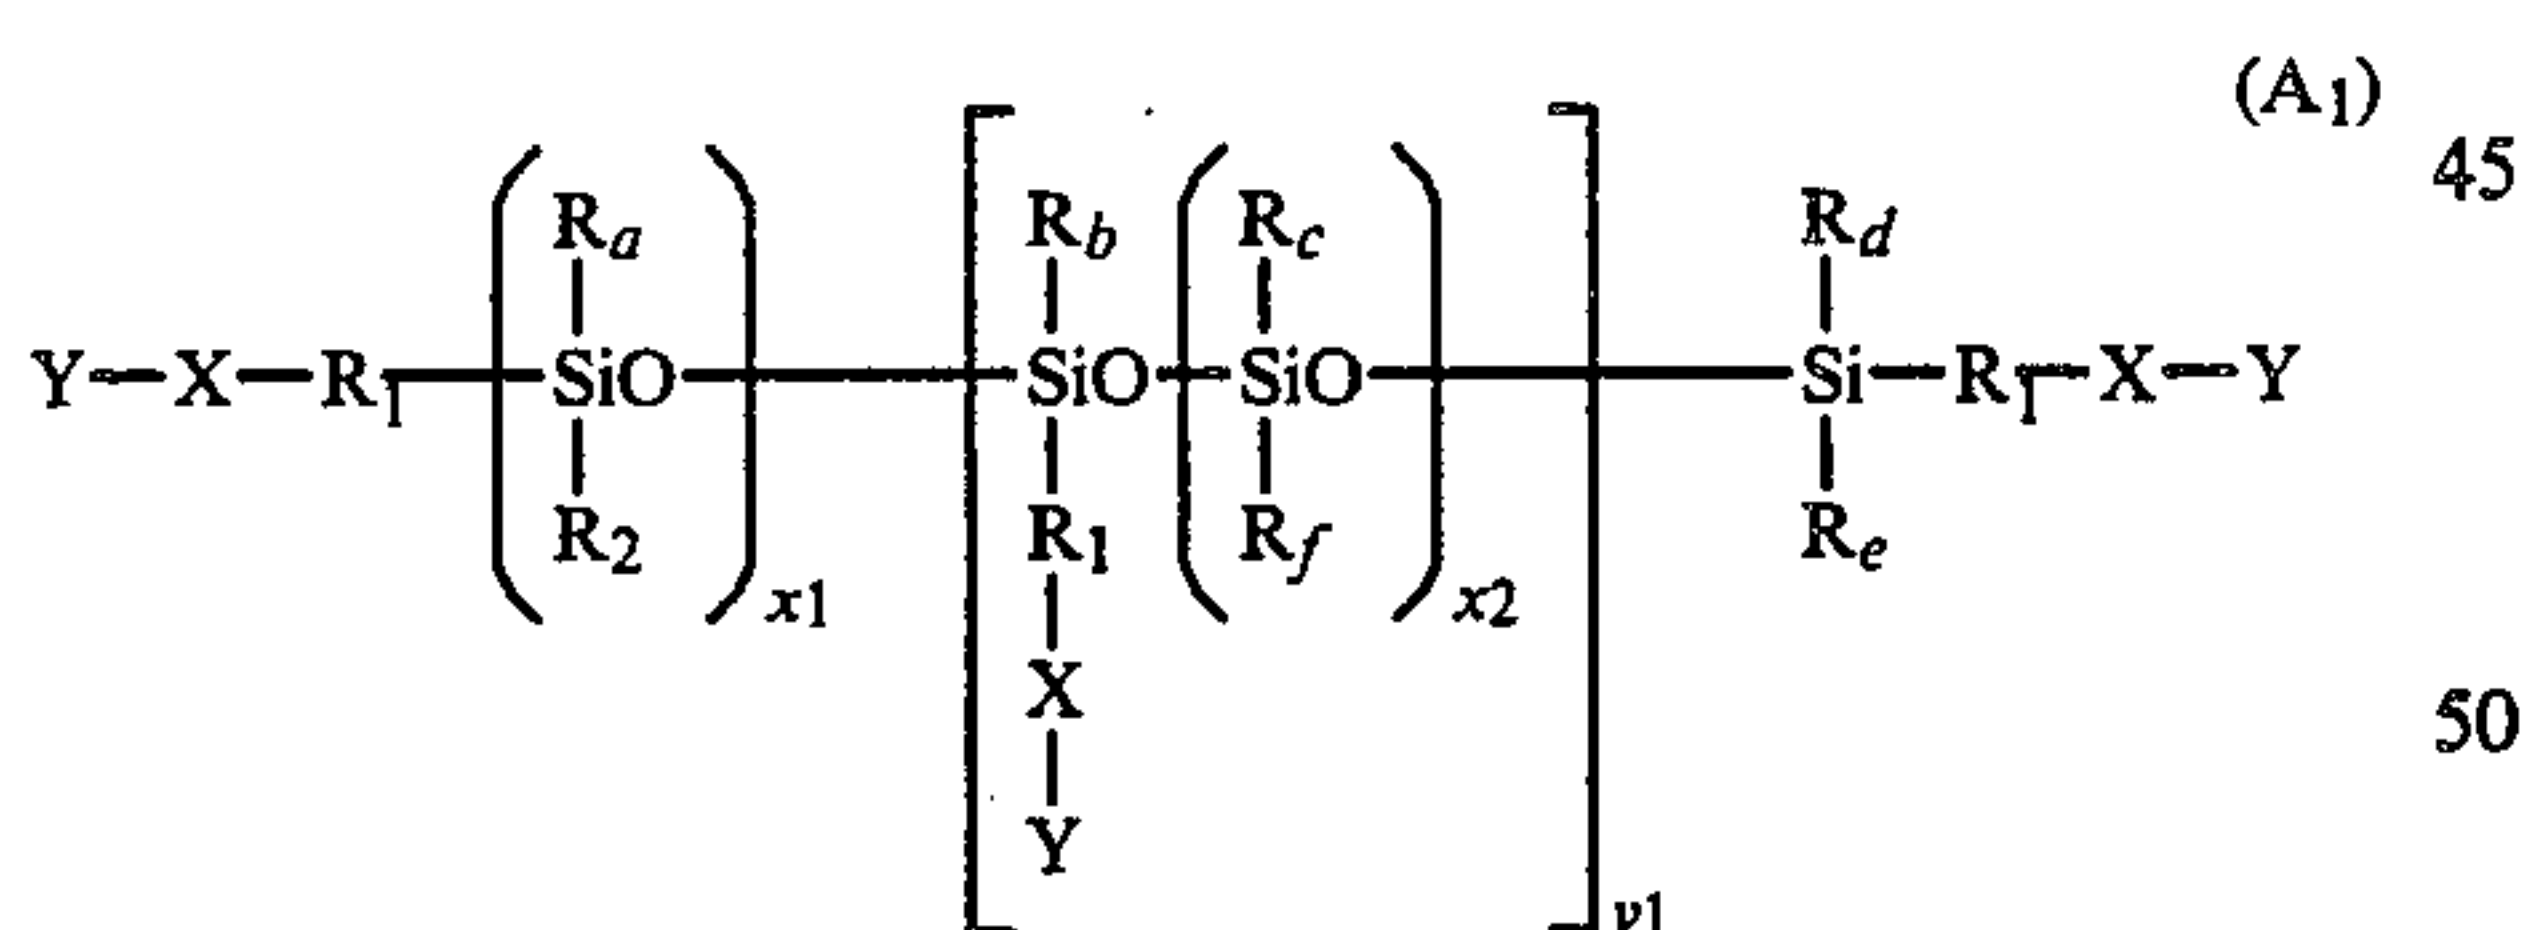 (A1)
45
Ra Rb Rc Rd
Y—X—R1—SiO—SiO—SiO—Si—R1—X—Y
R2 R1 Rf Re
x1 x2
X
50
Y
v1